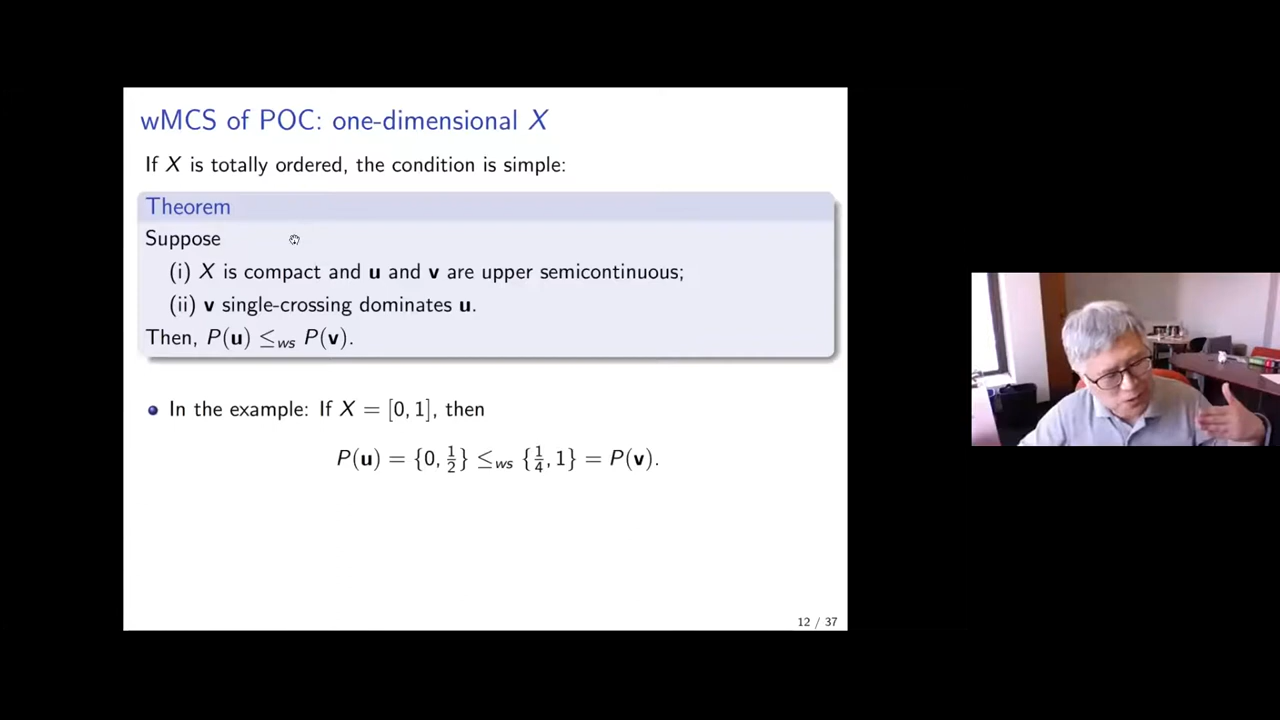 wMCS of POC: one-dimensional X
If X is totally ordered, the condition is simple:
Theorem
Suppose
(i) X is compact and u and v are upper semicontinuous;
(ii) v single-crossing dominates u.
Then, P(u) ≤ws P(v).
In the example: If X = [0, 1], then
P(u) = {0, 1/2} ≤ws {1/4, 1} = P(v).
12 / 37